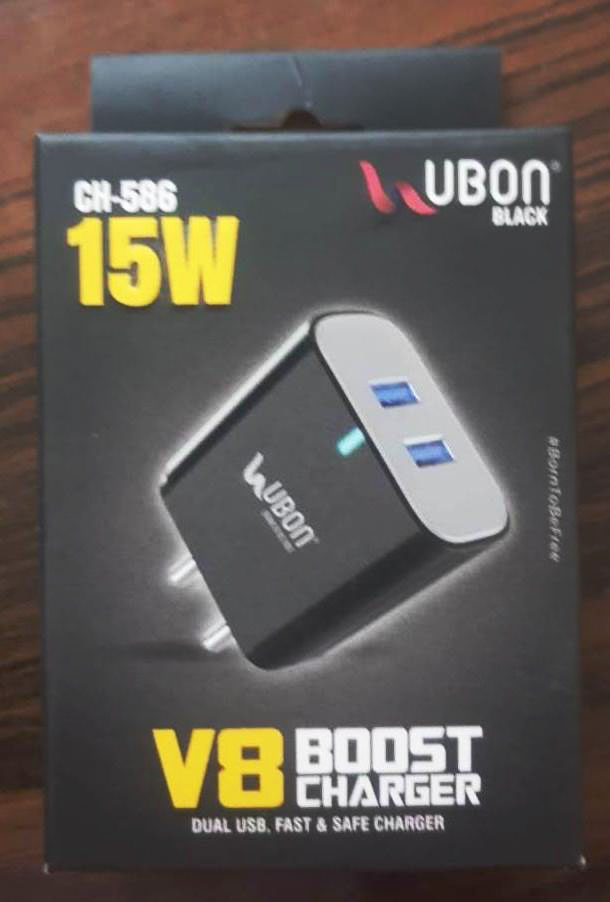 CH-586
15W
UBON®
BLACK
UBON
#BornToBeFree
V8 BOOST
CHARGER
DUAL USB, FAST & SAFE CHARGER